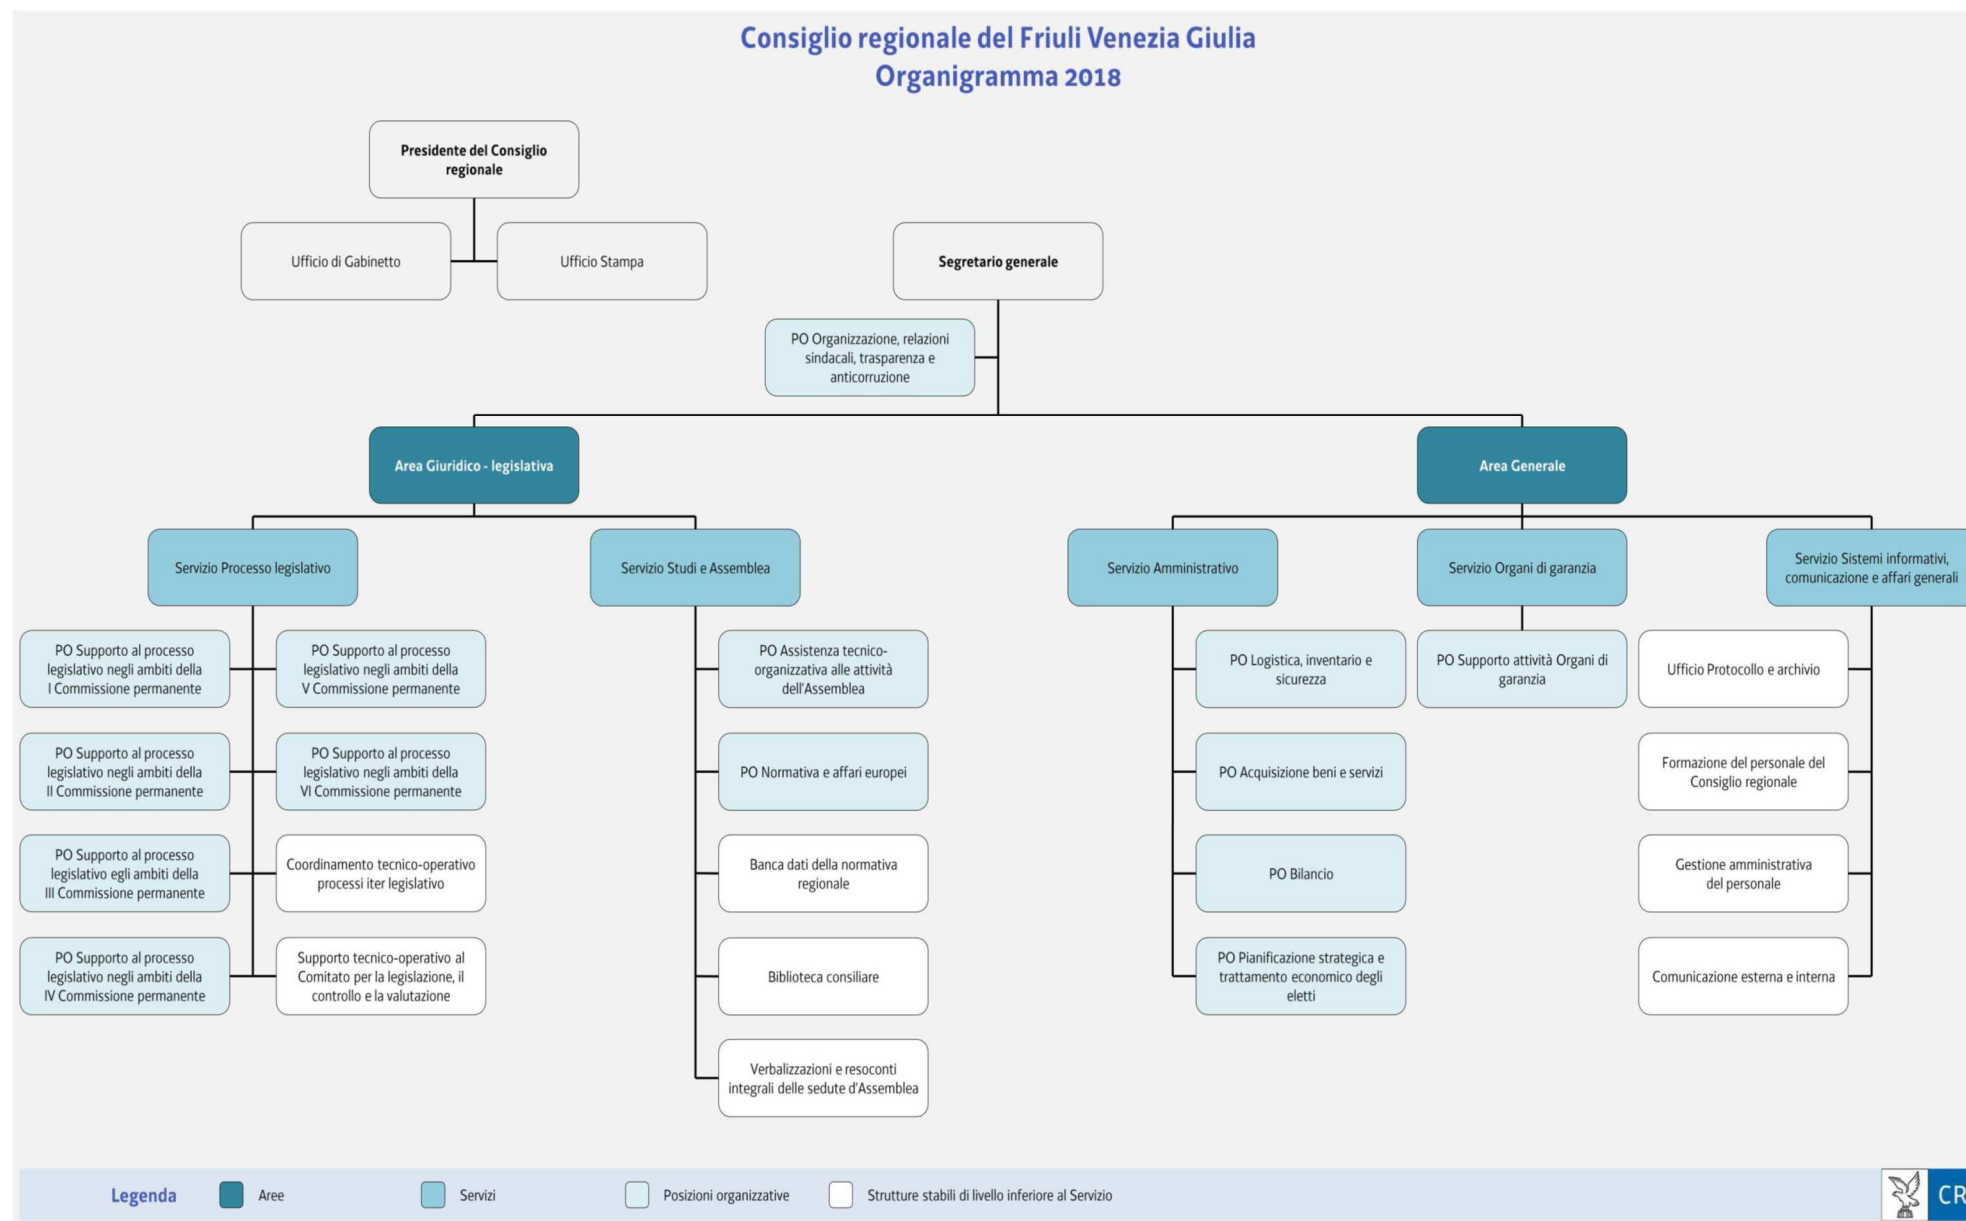 Consiglio regionale del Friuli Venezia Giulia
Organigramma 2018
Presidente del Consiglio
regionale
Ufficio di Gabinetto
Ufficio Stampa
Segretario generale
PO Organizzazione, relazioni
sindacali, trasparenza e
anticorruzione
Area Giuridico - legislativa
Area Generale
Servizio Processo legislativo
Servizio Studi e Assemblea
Servizio Amministrativo
Servizio Organi di garanzia
Servizio Sistemi informativi,
comunicazione e affari generali
PO Supporto al processo
legislativo negli ambiti della
I Commissione permanente
PO Supporto al processo
legislativo negli ambiti della
V Commissione permanente
PO Supporto al processo
legislativo negli ambiti della
II Commissione permanente
PO Supporto al processo
legislativo negli ambiti della
VI Commissione permanente
PO Supporto al processo
legislativo egli ambiti della
III Commissione permanente
Coordinamento tecnico-operativo
processi iter legislativo
PO Supporto al processo
legislativo negli ambiti della
IV Commissione permanente
Supporto tecnico-operativo al
Comitato per la legislazione, il
controllo e la valutazione
PO Assistenza tecnico-
organizzativa alle attività
dell'Assemblea
PO Normativa e affari europei
Banca dati della normativa
regionale
Biblioteca consiliare
Verbalizzazioni e resoconti
integrali delle sedute d'Assemblea
PO Logistica, inventario e
sicurezza
PO Acquisizione beni e servizi
PO Bilancio
PO Pianificazione strategica e
trattamento economico degli
eletti
PO Supporto attività Organi di
garanzia
Ufficio Protocollo e archivio
Formazione del personale del
Consiglio regionale
Gestione amministrativa
del personale
Comunicazione esterna e interna
Legenda
Aree
Servizi
Posizioni organizzative
Strutture stabili di livello inferiore al Servizio
CR